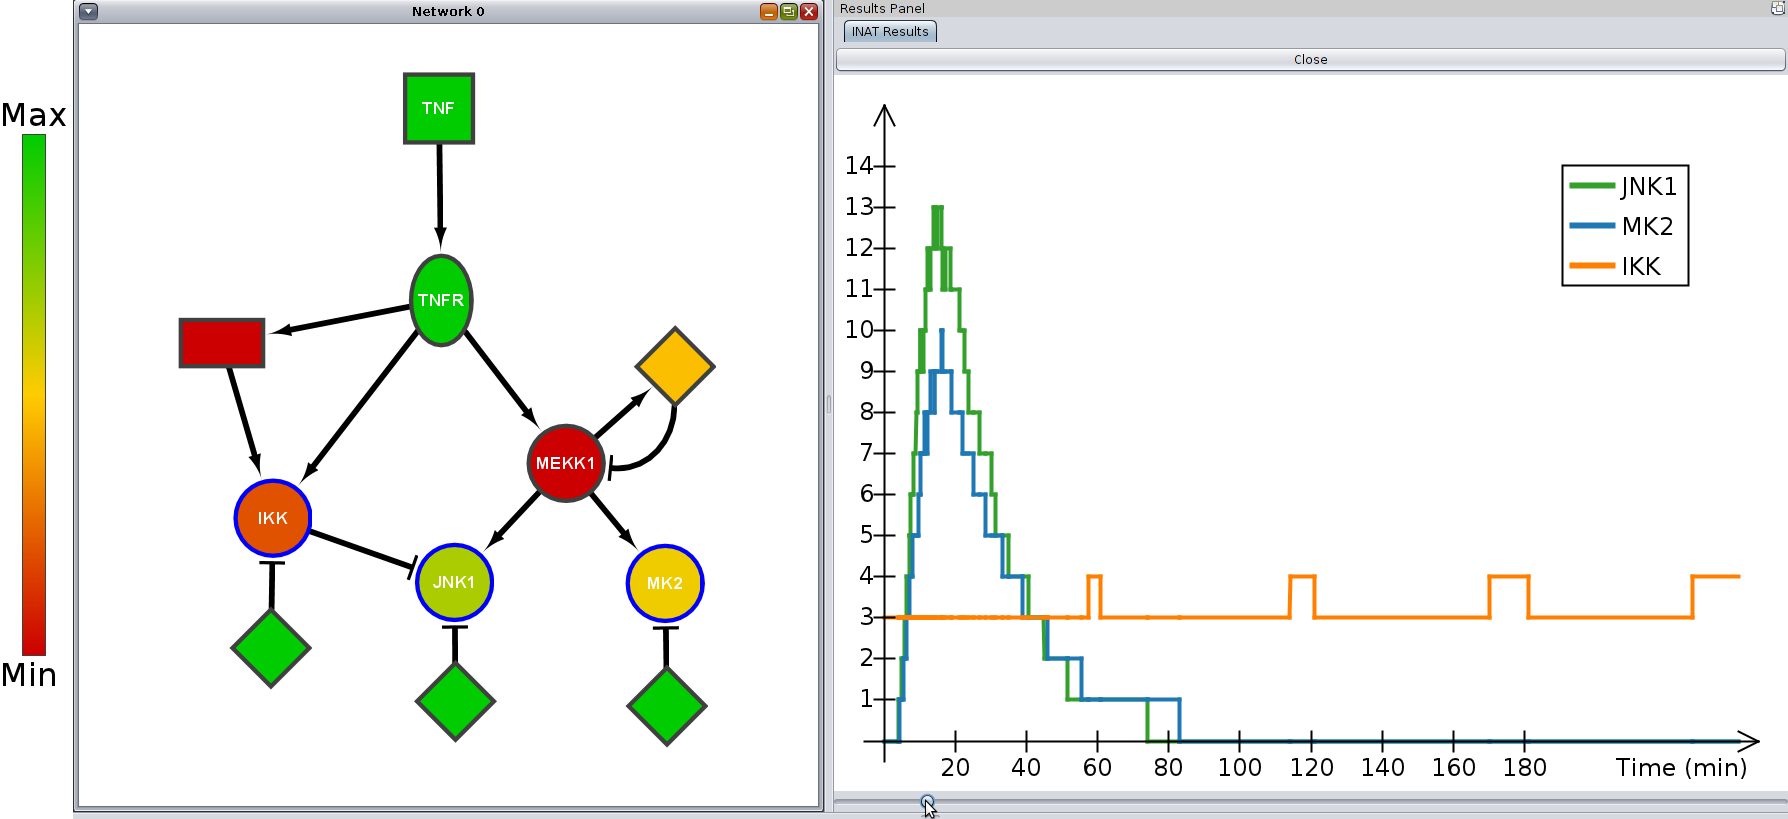 Network 0
Max
Min
TNF
TNFR
MEKK1
IKK
JNK1
MK2
Results Panel
INAT Results
Close
14
13
12
11
10
9
8
7
6
5
4
3
2
1
20 40 60 80 100 120 140 160 180 Time (min)
JNK1
MK2
IKK